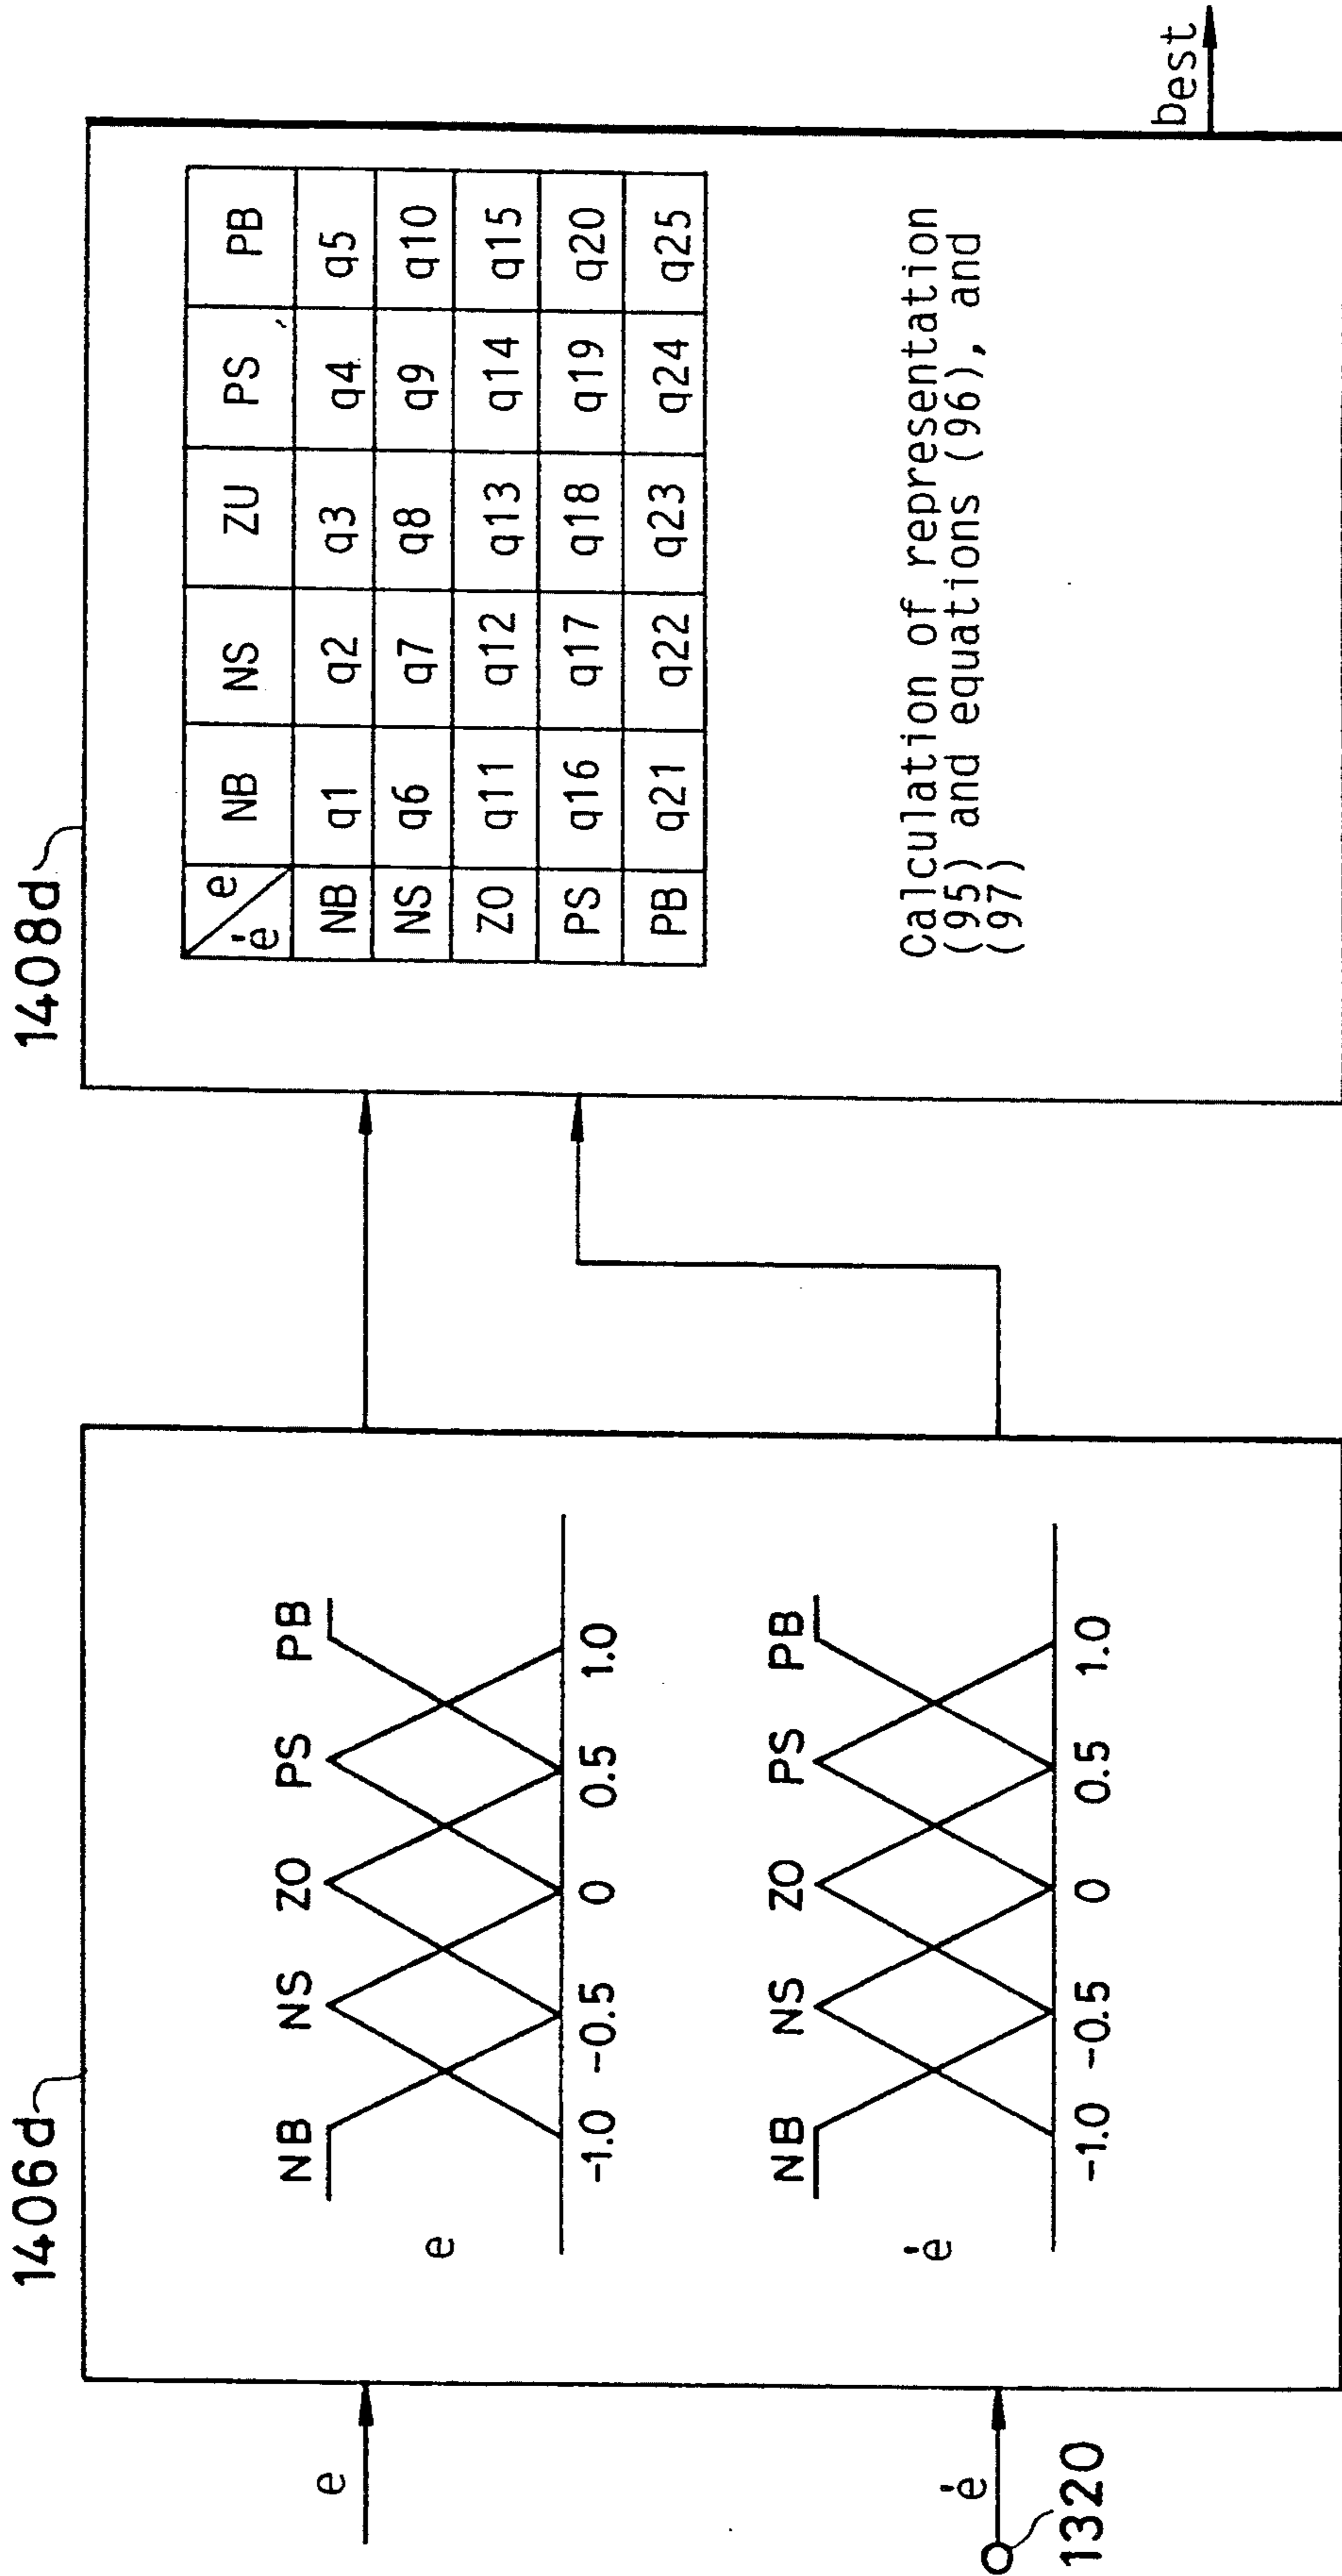 1406d
1408d
e
ė
1320
NB NS ZO PS PB
e
-1.0 -0.5 0 0.5 1.0
NB NS ZO PS PB
ė
-1.0 -0.5 0 0.5 1.0
e NB NS ZU PS PB
ė
NB q1 q2 q3 q4 q5
NS q6 q7 q8 q9 q10
ZO q11 q12 q13 q14 q15
PS q16 q17 q18 q19 q20
PB q21 q22 q23 q24 q25
Calculation of representation
(95) and equations (96), and
(97)
best